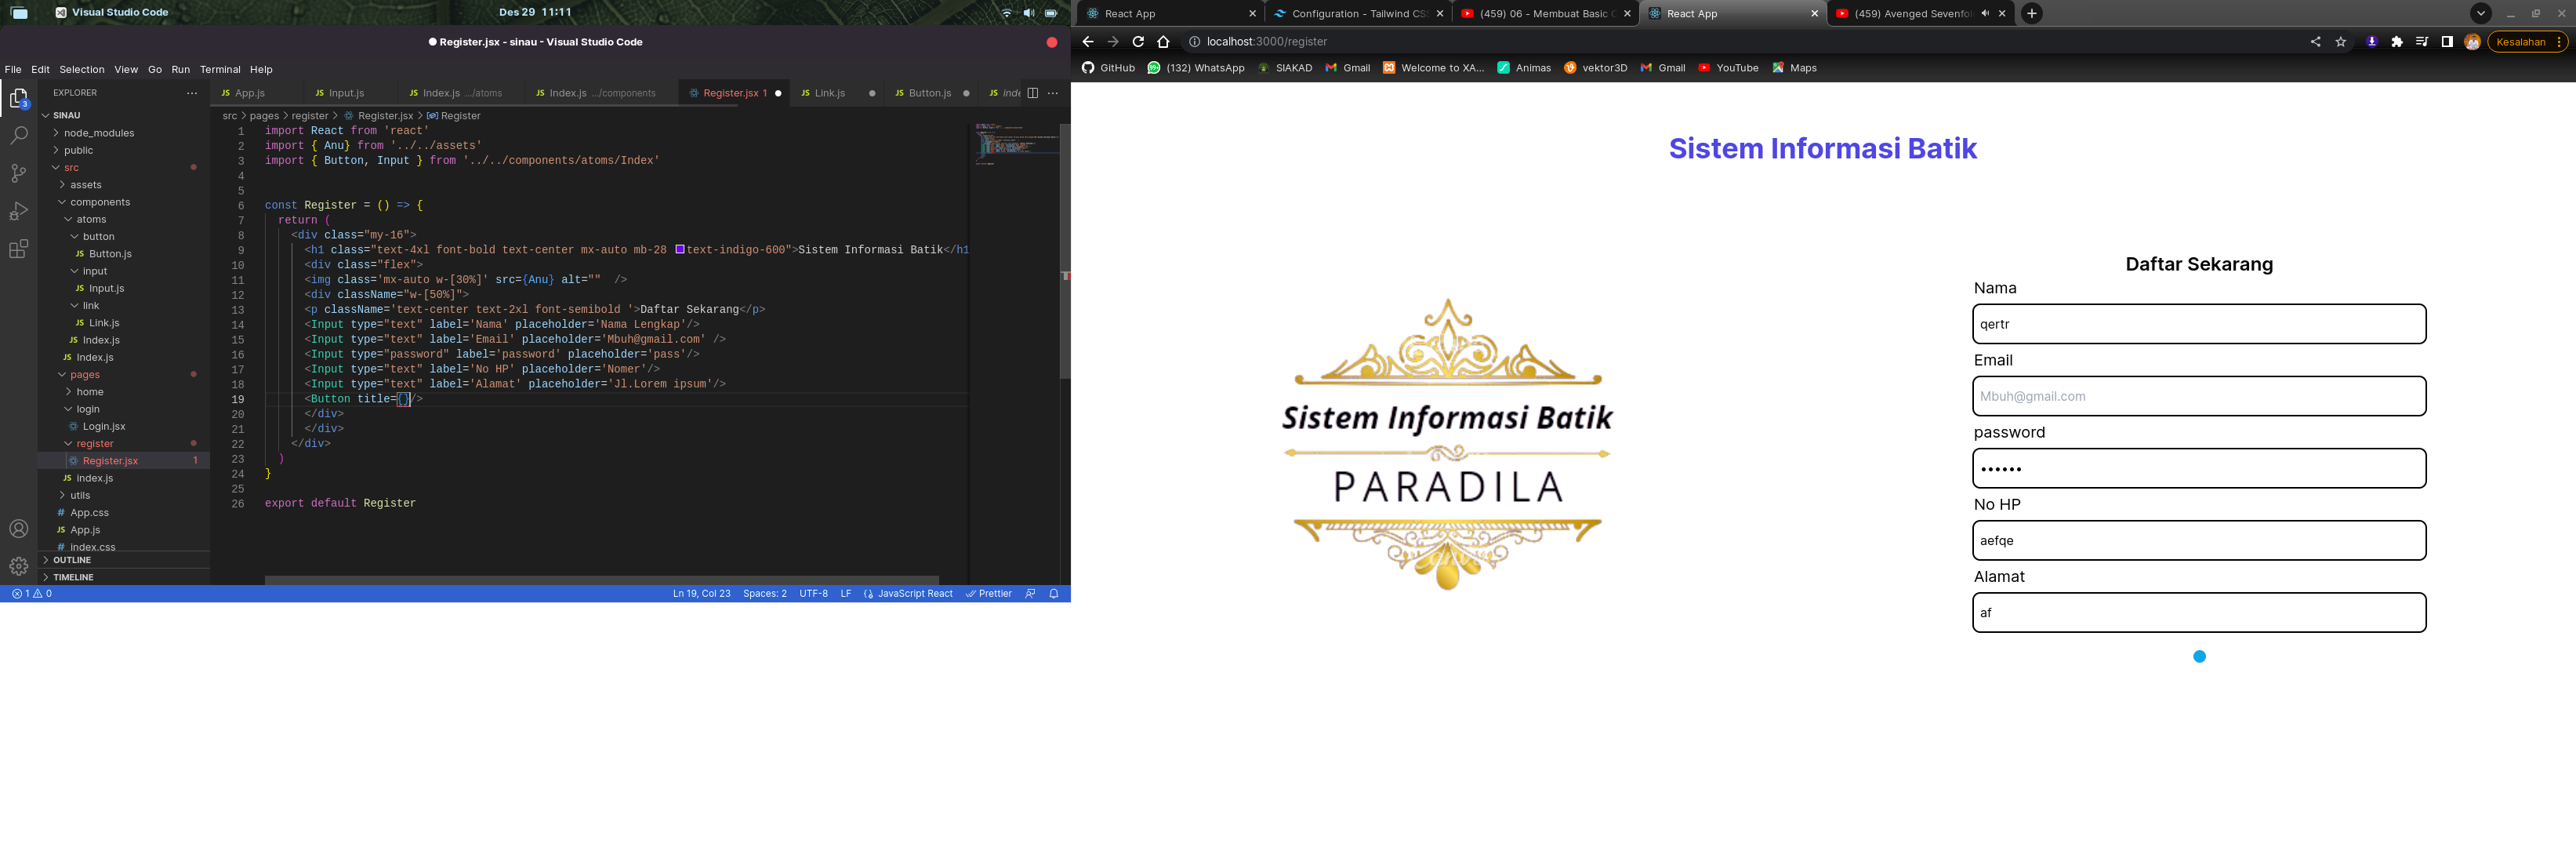 Visual Studio Code
Des 29 11:11
Register.jsx - sinau - Visual Studio Code
File Edit Selection View Go Run Terminal Help
EXPLORER
SINAU
node_modules
public
src
assets
components
atoms
button
JS Button.js
input
JS Input.js
link
JS Link.js
JS Index.js
JS Index.js
pages
home
login
Login.jsx
register
Register.jsx 1
JS index.js
utils
# App.css
JS App.js
# index.css
OUTLINE
TIMELINE
3
JS App.js JS Input.js JS Index.js .../atoms JS Index.js .../components Register.jsx 1 JS Link.js JS Button.js JS
src > pages > register > Register.jsx > Register
1 import React from 'react'
2 import { Anu} from '../../assets'
3 import { Button, Input } from '../../components/atoms/Index'
4
5
6 const Register = () => {
7 return (
8 <div class="my-16">
9 <h1 class="text-4xl font-bold text-center mx-auto mb-28 text-indigo-600">Sistem Informasi Batik</h1
10 <div class="flex">
11 <img class='mx-auto w-[30%]' src={Anu} alt="" />
12 <div className="w-[50%]">
13 <p className='text-center text-2xl font-semibold '>Daftar Sekarang</p>
14 <Input type="text" label='Nama' placeholder='Nama Lengkap'/>
15 <Input type="text" label='Email' placeholder='Mbuh@gmail.com' />
16 <Input type="password" label='password' placeholder='pass'/>
17 <Input type="text" label='No HP' placeholder='Nomer'/>
18 <Input type="text" label='Alamat' placeholder='Jl.Lorem ipsum'/>
19 <Button title={}/>
20 </div>
21 </div>
22 </div>
23 )
24 }
25
26 export default Register
1 0
Ln 19, Col 23 Spaces: 2 UTF-8 LF JavaScript React Prettier
React App
Configuration - Tailwind CS
(459) 06 - Membuat Basic
React App
(459) Avenged Sevenfo
localhost:3000/register
Kesalahan
GitHub (132) WhatsApp SIAKAD Gmail Welcome to XA... Animas vektor3D Gmail YouTube Maps
Sistem Informasi Batik
Sistem Informasi Batik
PARADILA
Daftar Sekarang
Nama
qertr
Email
Mbuh@gmail.com
password
••••••
No HP
aefqe
Alamat
af